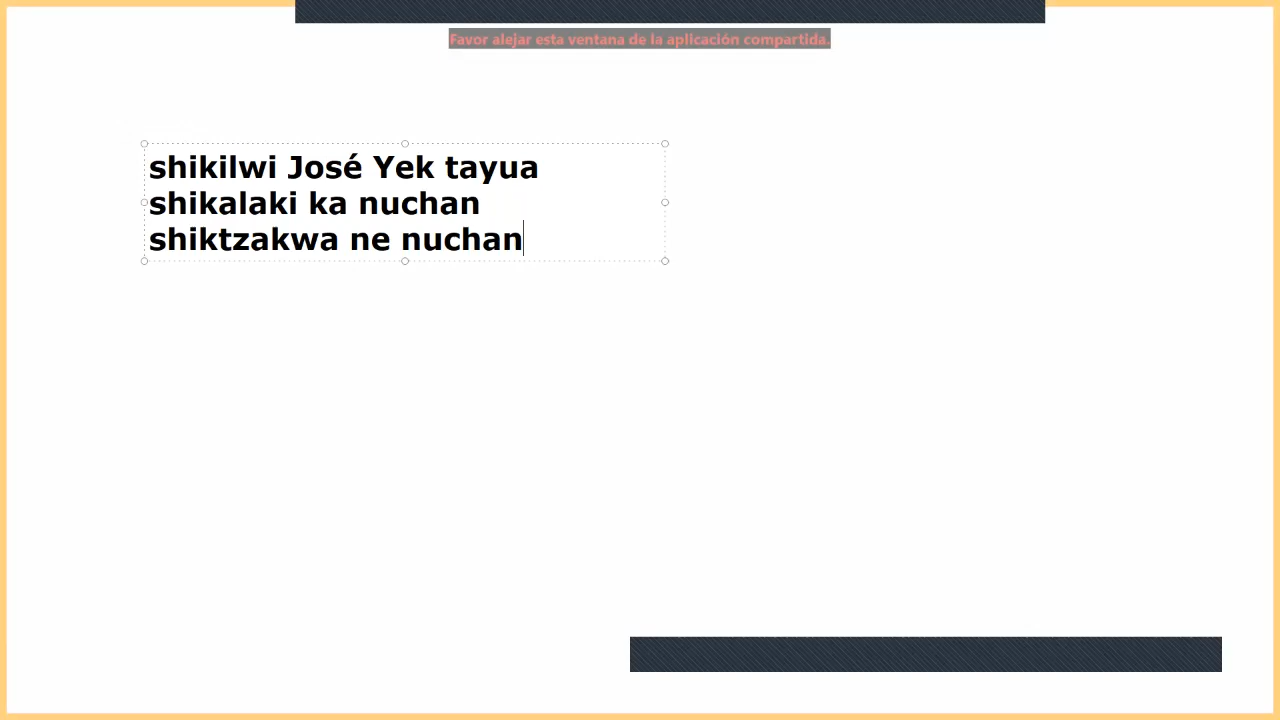 Favor alejar esta ventana de la aplicación compartida.
shikilwi José Yek tayua
shikalaki ka nuchan
shiktzakwa ne nuchan